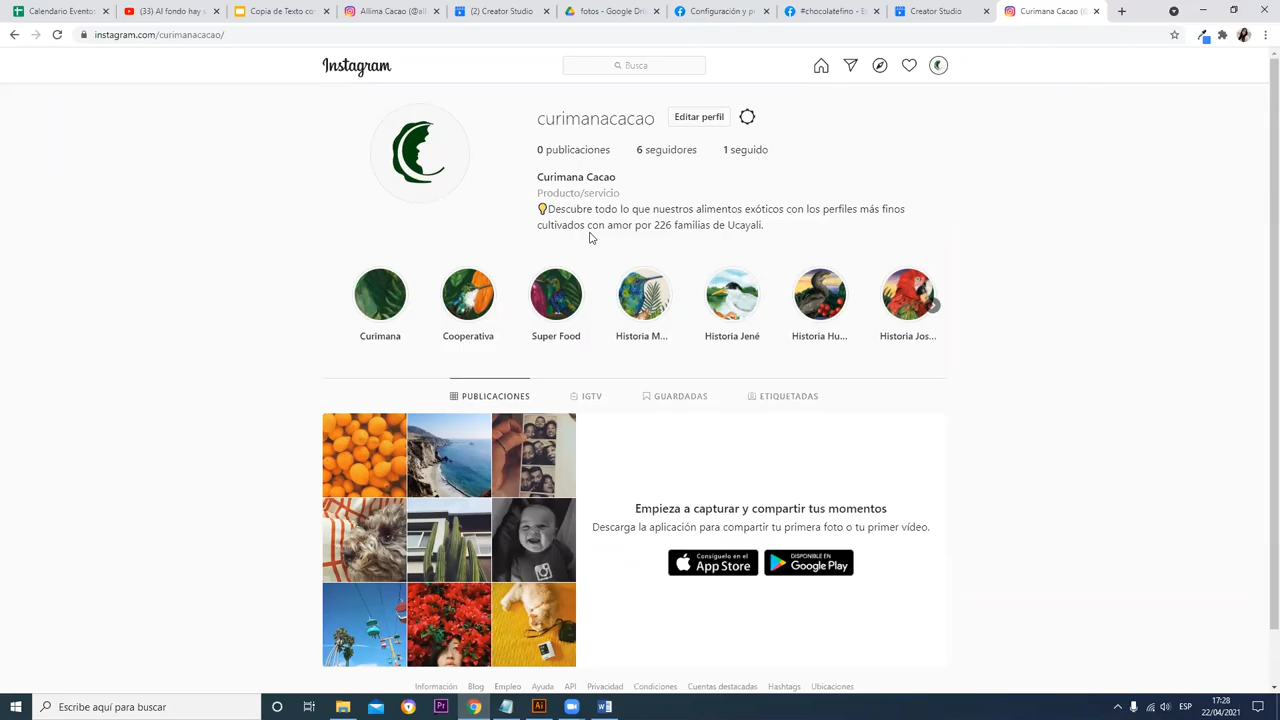 Calendario Eventos
(33) Al fondo hay s
Copia de Texto co
Allima Cacao (@all
(2) Creator Studio
fotos - Google Dri
Configuración y p
#chocolatefino - E
Creator Studio
Curimana Cacao (
instagram.com/curimanacacao/
Instagram
Busca
curimanacacao
Editar perfil
0 publicaciones
6 seguidores
1 seguido
Curimana Cacao
Producto/servicio
Descubre todo lo que nuestros alimentos exóticos con los perfiles más finos
cultivados con amor por 226 familias de Ucayali.
Curimana
Cooperativa
Super Food
Historia M...
Historia Jené
Historia Hu...
Historia Jos...
PUBLICACIONES
IGTV
GUARDADAS
ETIQUETADAS
Empieza a capturar y compartir tus momentos
Descarga la aplicación para compartir tu primera foto o tu primer vídeo.
Consíguelo en el
App Store
DISPONIBLE EN
Google Play
Información
Blog
Empleo
Ayuda
API
Privacidad
Condiciones
Cuentas destacadas
Hashtags
Ubicaciones
Escribe aquí para buscar
Pr
Ai
ESP
17:28
22/04/2021